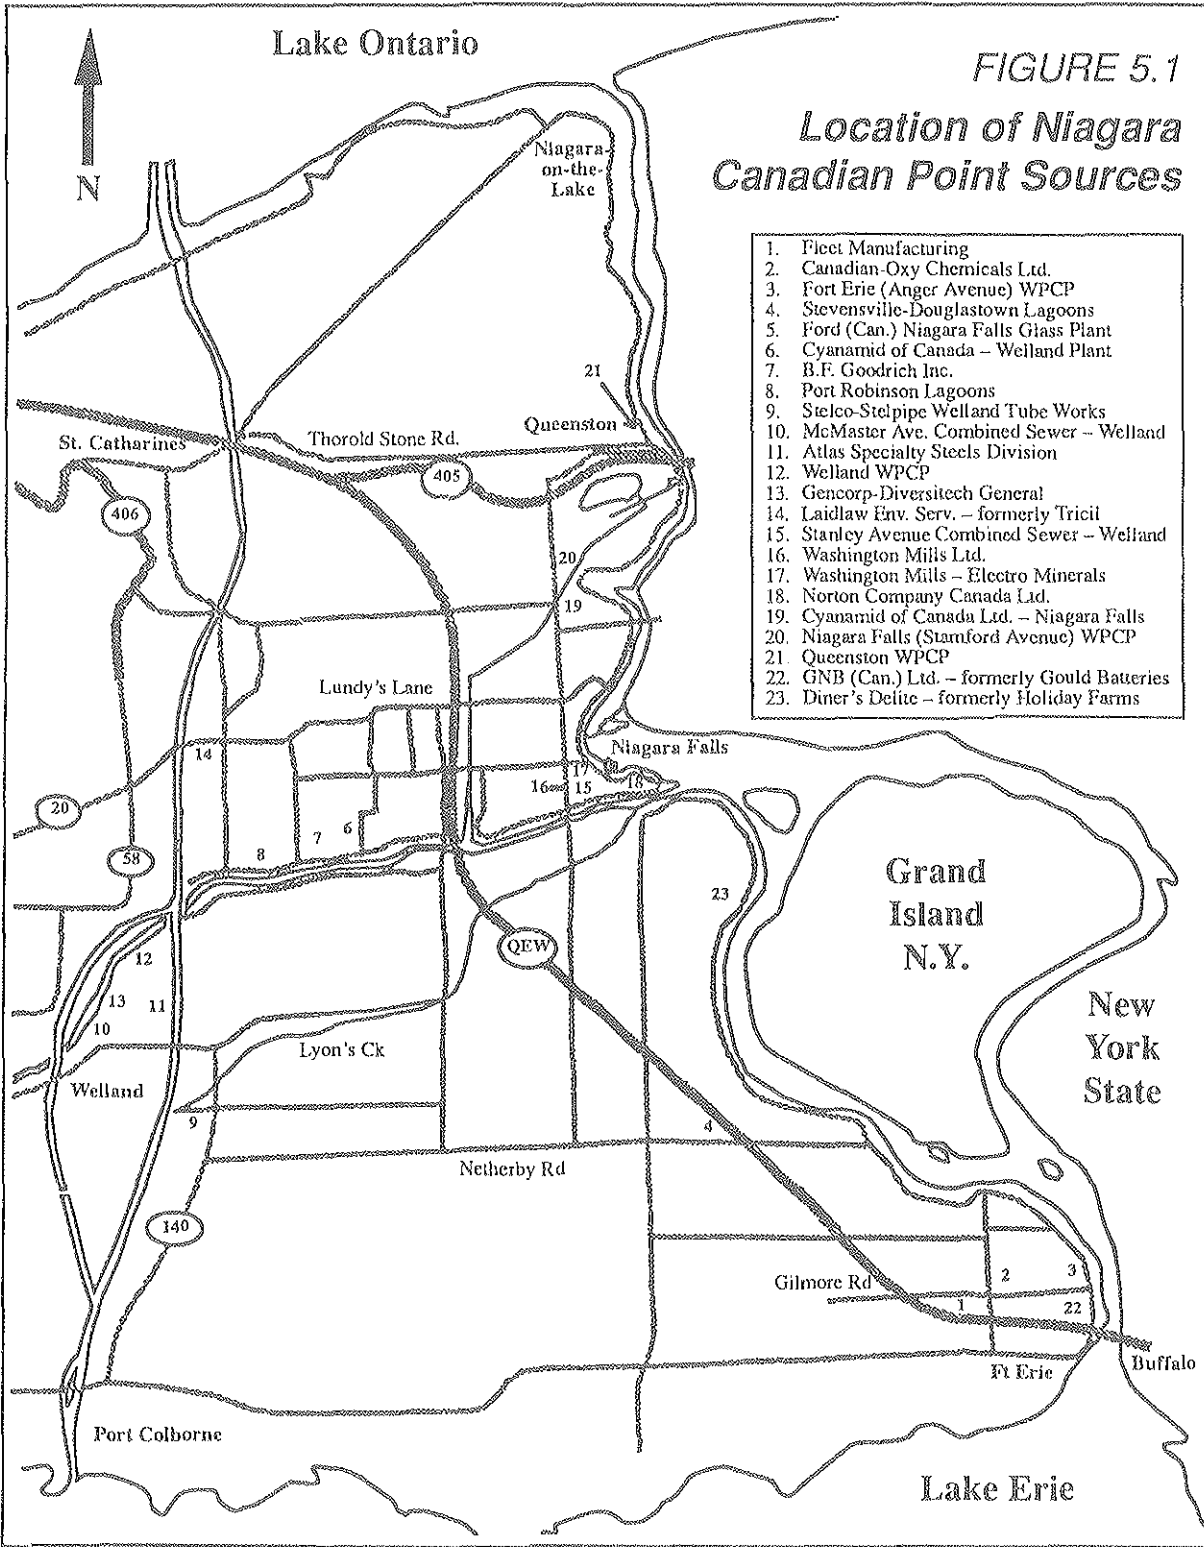 Lake Ontario
FIGURE 5.1
Location of Niagara
Canadian Point Sources
N
Niagara-
on-the-
Lake
1. Fleet Manufacturing
2. Canadian-Oxy Chemicals Ltd.
3. Fort Erie (Anger Avenue) WPCP
4. Stevensville-Douglastown Lagoons
5. Ford (Can.) Niagara Falls Glass Plant
6. Cyanamid of Canada – Welland Plant
7. B.F. Goodrich Inc.
8. Port Robinson Lagoons
9. Stelco-Stelpipe Welland Tube Works
10. McMaster Ave. Combined Sewer – Welland
11. Atlas Specialty Steels Division
12. Welland WPCP
13. Gencorp-Diversitech General
14. Laidlaw Env. Serv. – formerly Tricil
15. Stanley Avenue Combined Sewer – Welland
16. Washington Mills Ltd.
17. Washington Mills – Electro Minerals
18. Norton Company Canada Ltd.
19. Cyanamid of Canada Ltd. – Niagara Falls
20. Niagara Falls (Stamford Avenue) WPCP
21. Queenston WPCP
22. GNB (Can.) Ltd. – formerly Gould Batteries
23. Diner's Delite – formerly Holiday Farms
21
Queenston
St. Catharines
Thorold Stone Rd.
405
406
20
19
Lundy's Lane
Niagara Falls
14
17
16
15
18
20
7
6
58
8
23
Grand
Island
N.Y.
QEW
12
13
11
10
New
York
State
Lyon's Ck
Welland
9
4
Netherby Rd
140
Gilmore Rd
2
3
1
22
Ft Erie
Buffalo
Port Colborne
Lake Erie